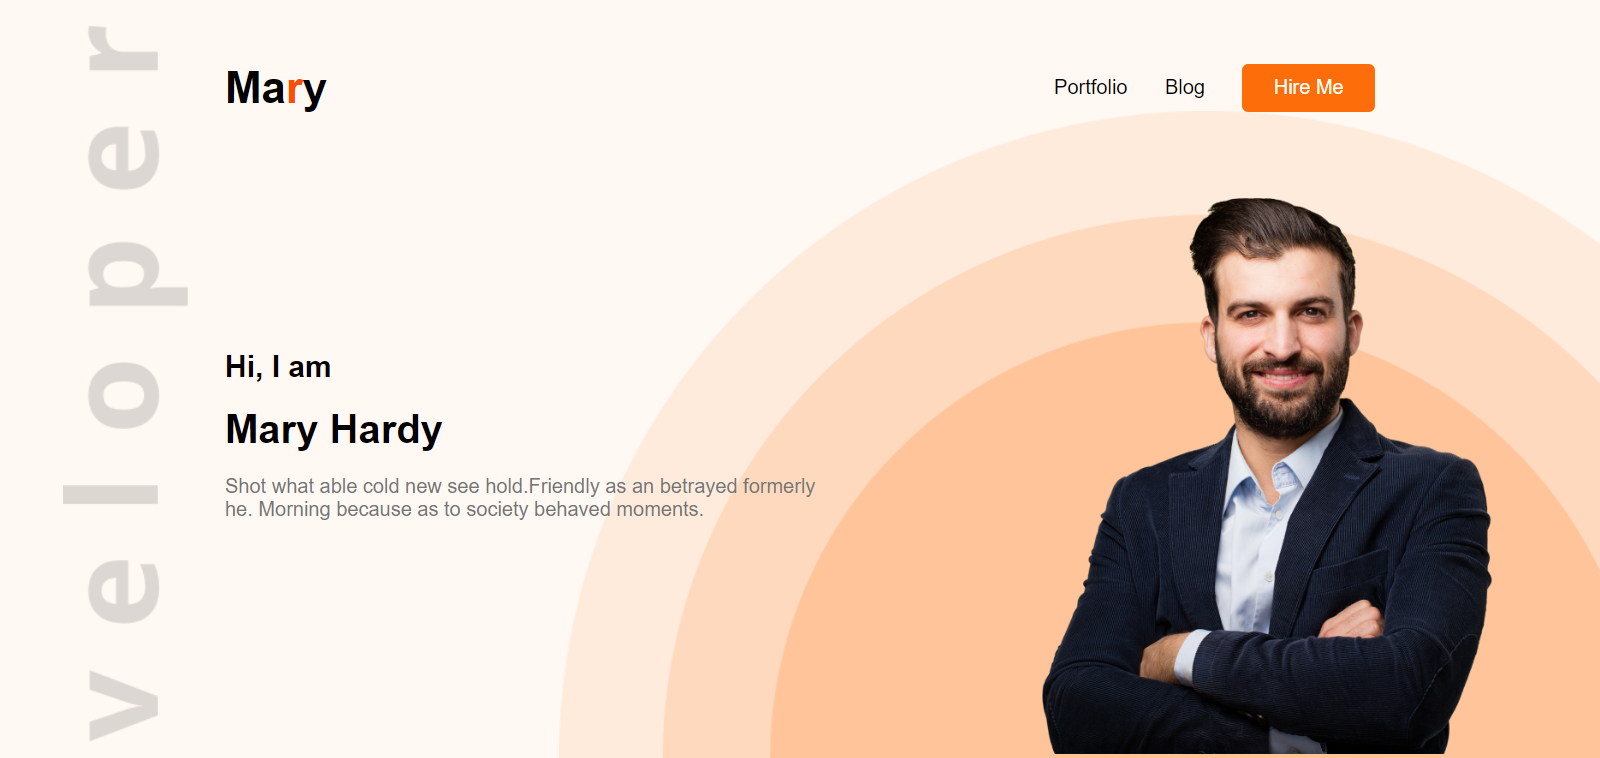 Mary
Portfolio
Blog
Hire Me
veloper
Hi, I am
Mary Hardy
Shot what able cold new see hold.Friendly as an betrayed formerly
he. Morning because as to society behaved moments.